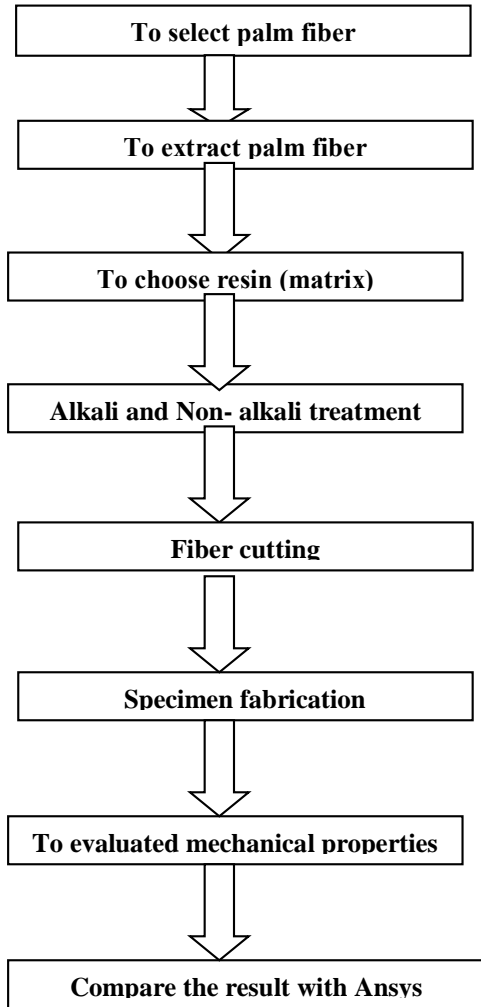 To select palm fiber
To extract palm fiber
To choose resin (matrix)
Alkali and Non- alkali treatment
Fiber cutting
Specimen fabrication
To evaluated mechanical properties
Compare the result with Ansys